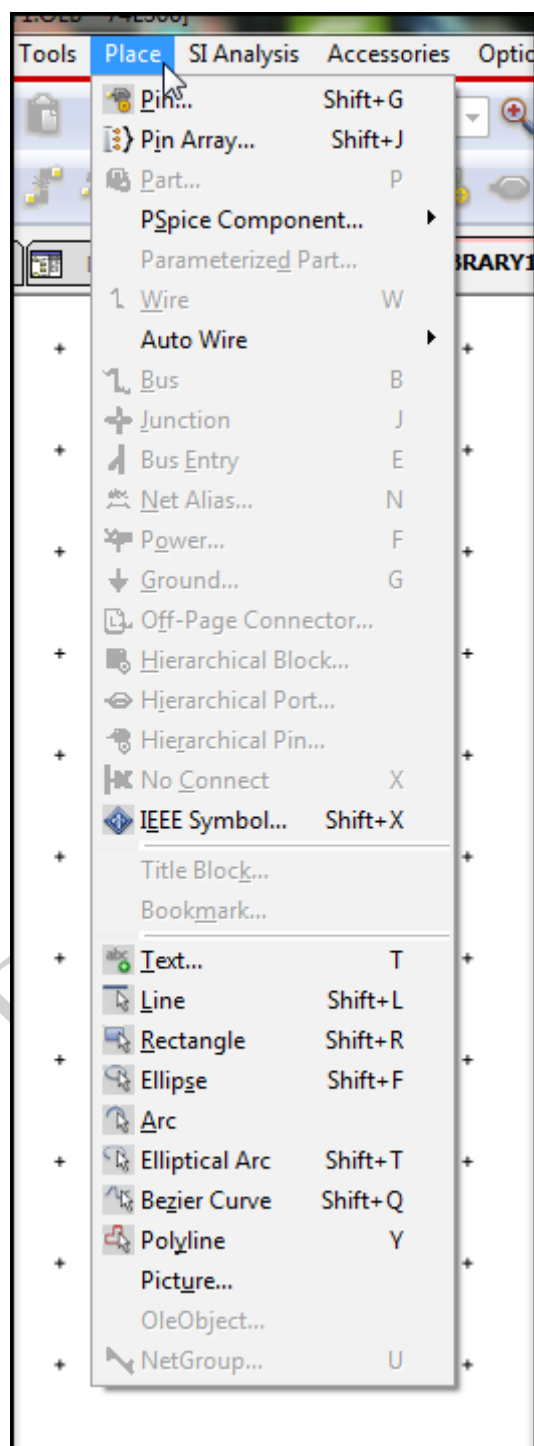 Tools Place SI Analysis Accessories Optic
Pin... Shift+G
Pin Array... Shift+J
Part... P
PSpice Component...
Parameterized Part...
BRARY1
Wire W
Auto Wire
Bus B
Junction J
Bus Entry E
Net Alias... N
Power... F
Ground... G
Off-Page Connector...
Hierarchical Block...
Hierarchical Port...
Hierarchical Pin...
No Connect X
IEEE Symbol... Shift+X
Title Block...
Bookmark...
Text... T
Line Shift+L
Rectangle Shift+R
Ellipse Shift+F
Arc
Elliptical Arc Shift+T
Bezier Curve Shift+Q
Polyline Y
Picture...
OleObject...
NetGroup... U